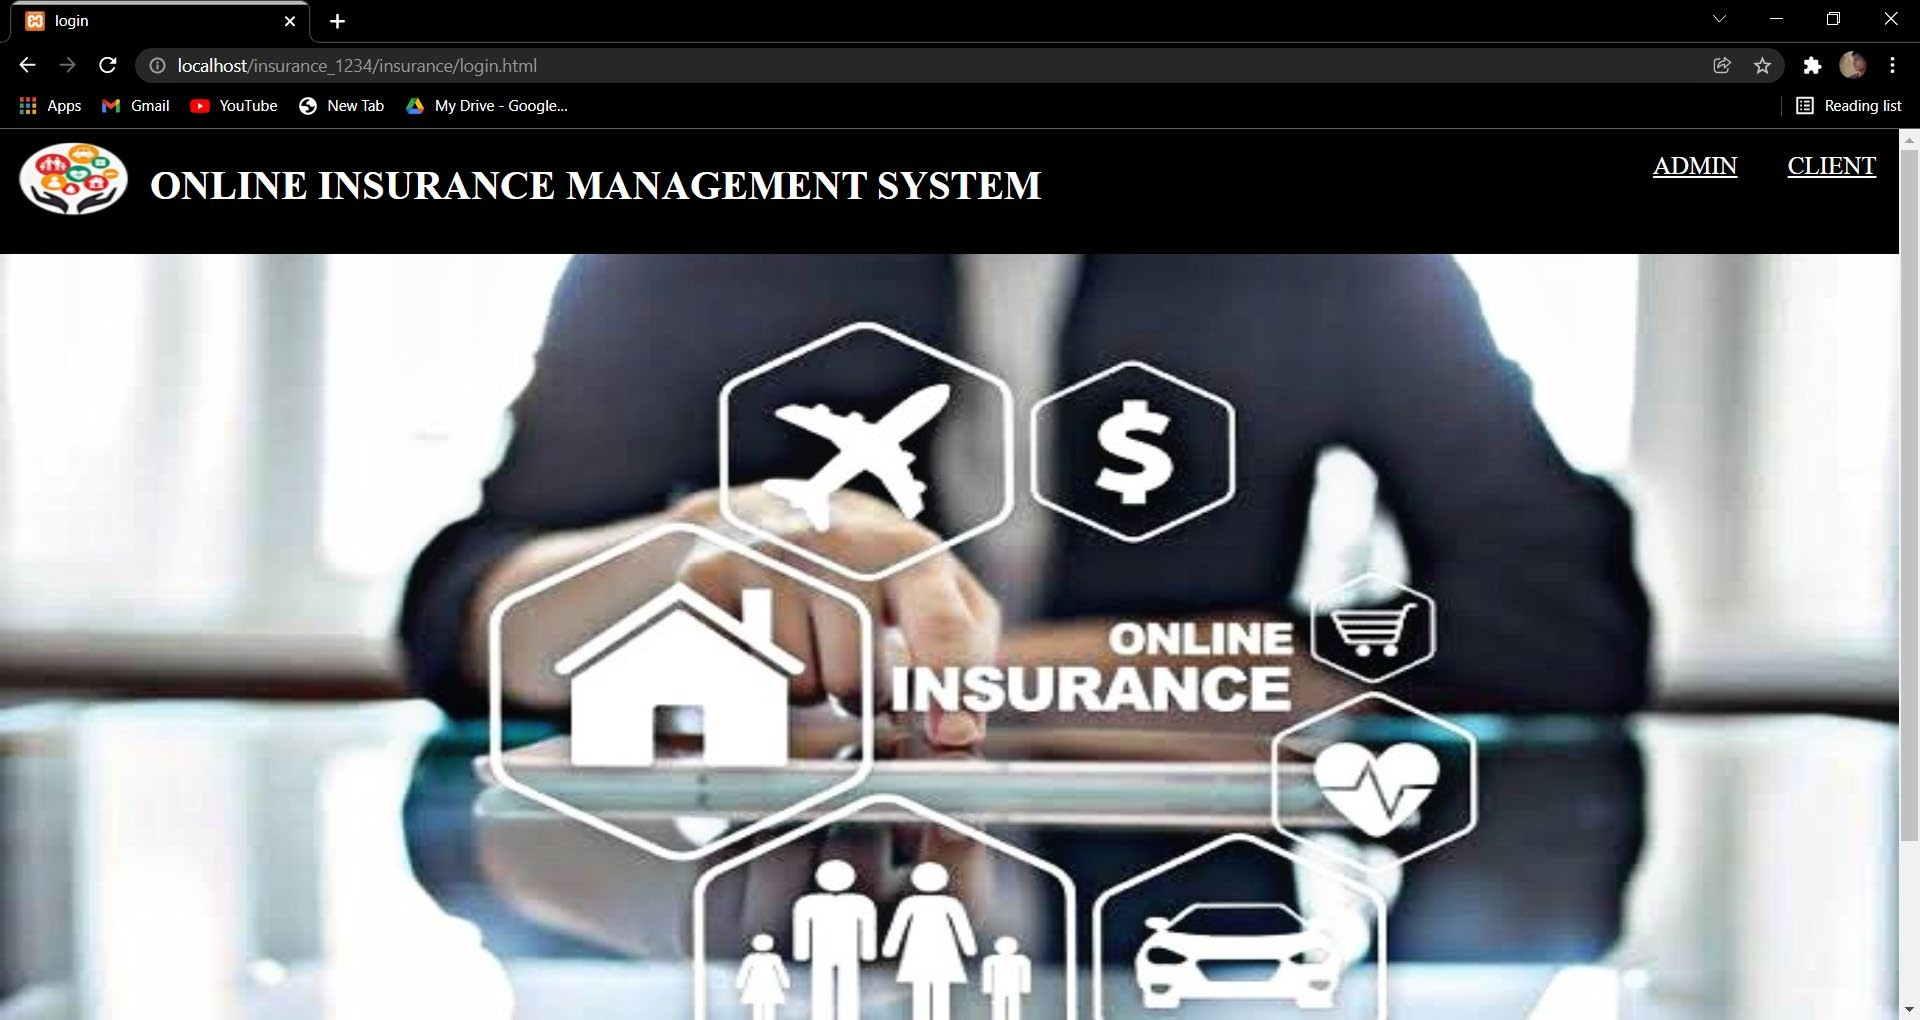 login
localhost/insurance_1234/insurance/login.html
Apps Gmail YouTube New Tab My Drive - Google... Reading list
ONLINE INSURANCE MANAGEMENT SYSTEM
ADMIN CLIENT
$
ONLINE
INSURANCE